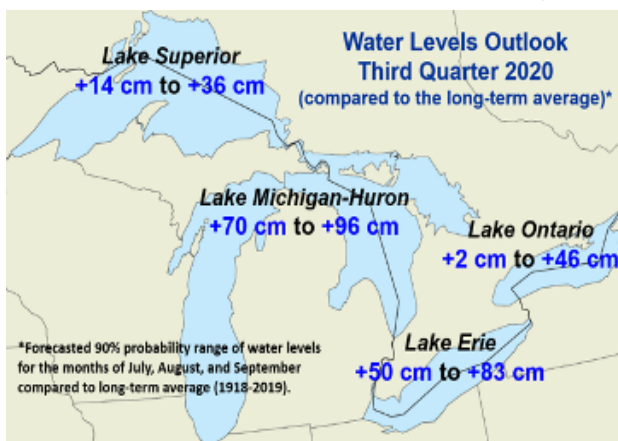 Lake Superior
+14 cm to +36 cm
Water Levels Outlook
Third Quarter 2020
(compared to the long-term average)*
Lake Michigan-Huron
+70 cm to +96 cm
Lake Ontario
+2 cm to +46 cm
Lake Erie
+50 cm to +83 cm
*Forecasted 90% probability range of water levels
for the months of July, August, and September
compared to long-term average (1918-2019).